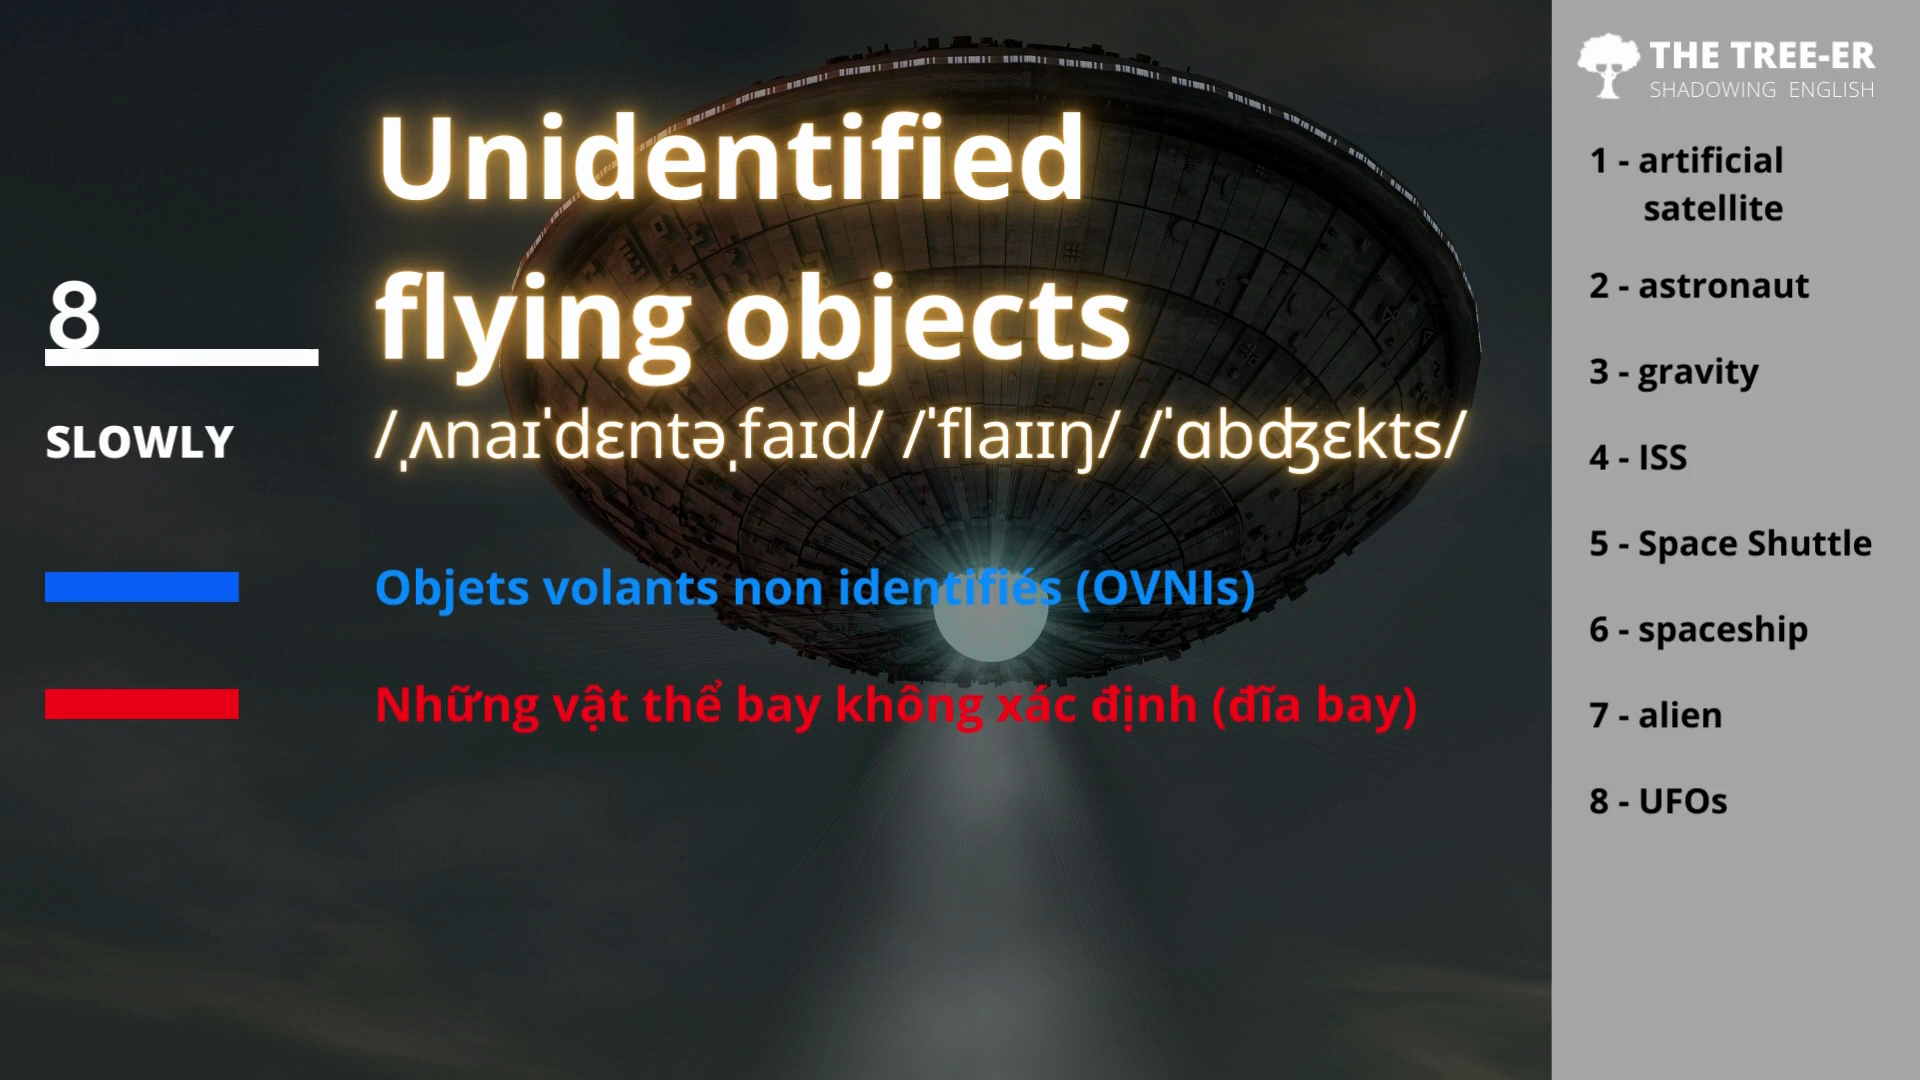 8
SLOWLY
Unidentified
flying objects
/ˌʌnaɪˈdɛntəˌfaɪd/ /ˈflaɪɪŋ/ /ˈɑbʤɛkts/
Objets volants non identifiés (OVNIs)
Những vật thể bay không xác định (đĩa bay)
THE TREE-ER
SHADOWING ENGLISH
1 - artificial
satellite
2 - astronaut
3 - gravity
4 - ISS
5 - Space Shuttle
6 - spaceship
7 - alien
8 - UFOs